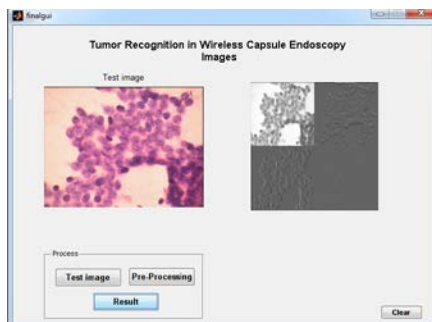 finalgui
Tumor Recognition in Wireless Capsule Endoscopy
Images
Test image
Process
Test image
Pre-Processing
Result
Clear